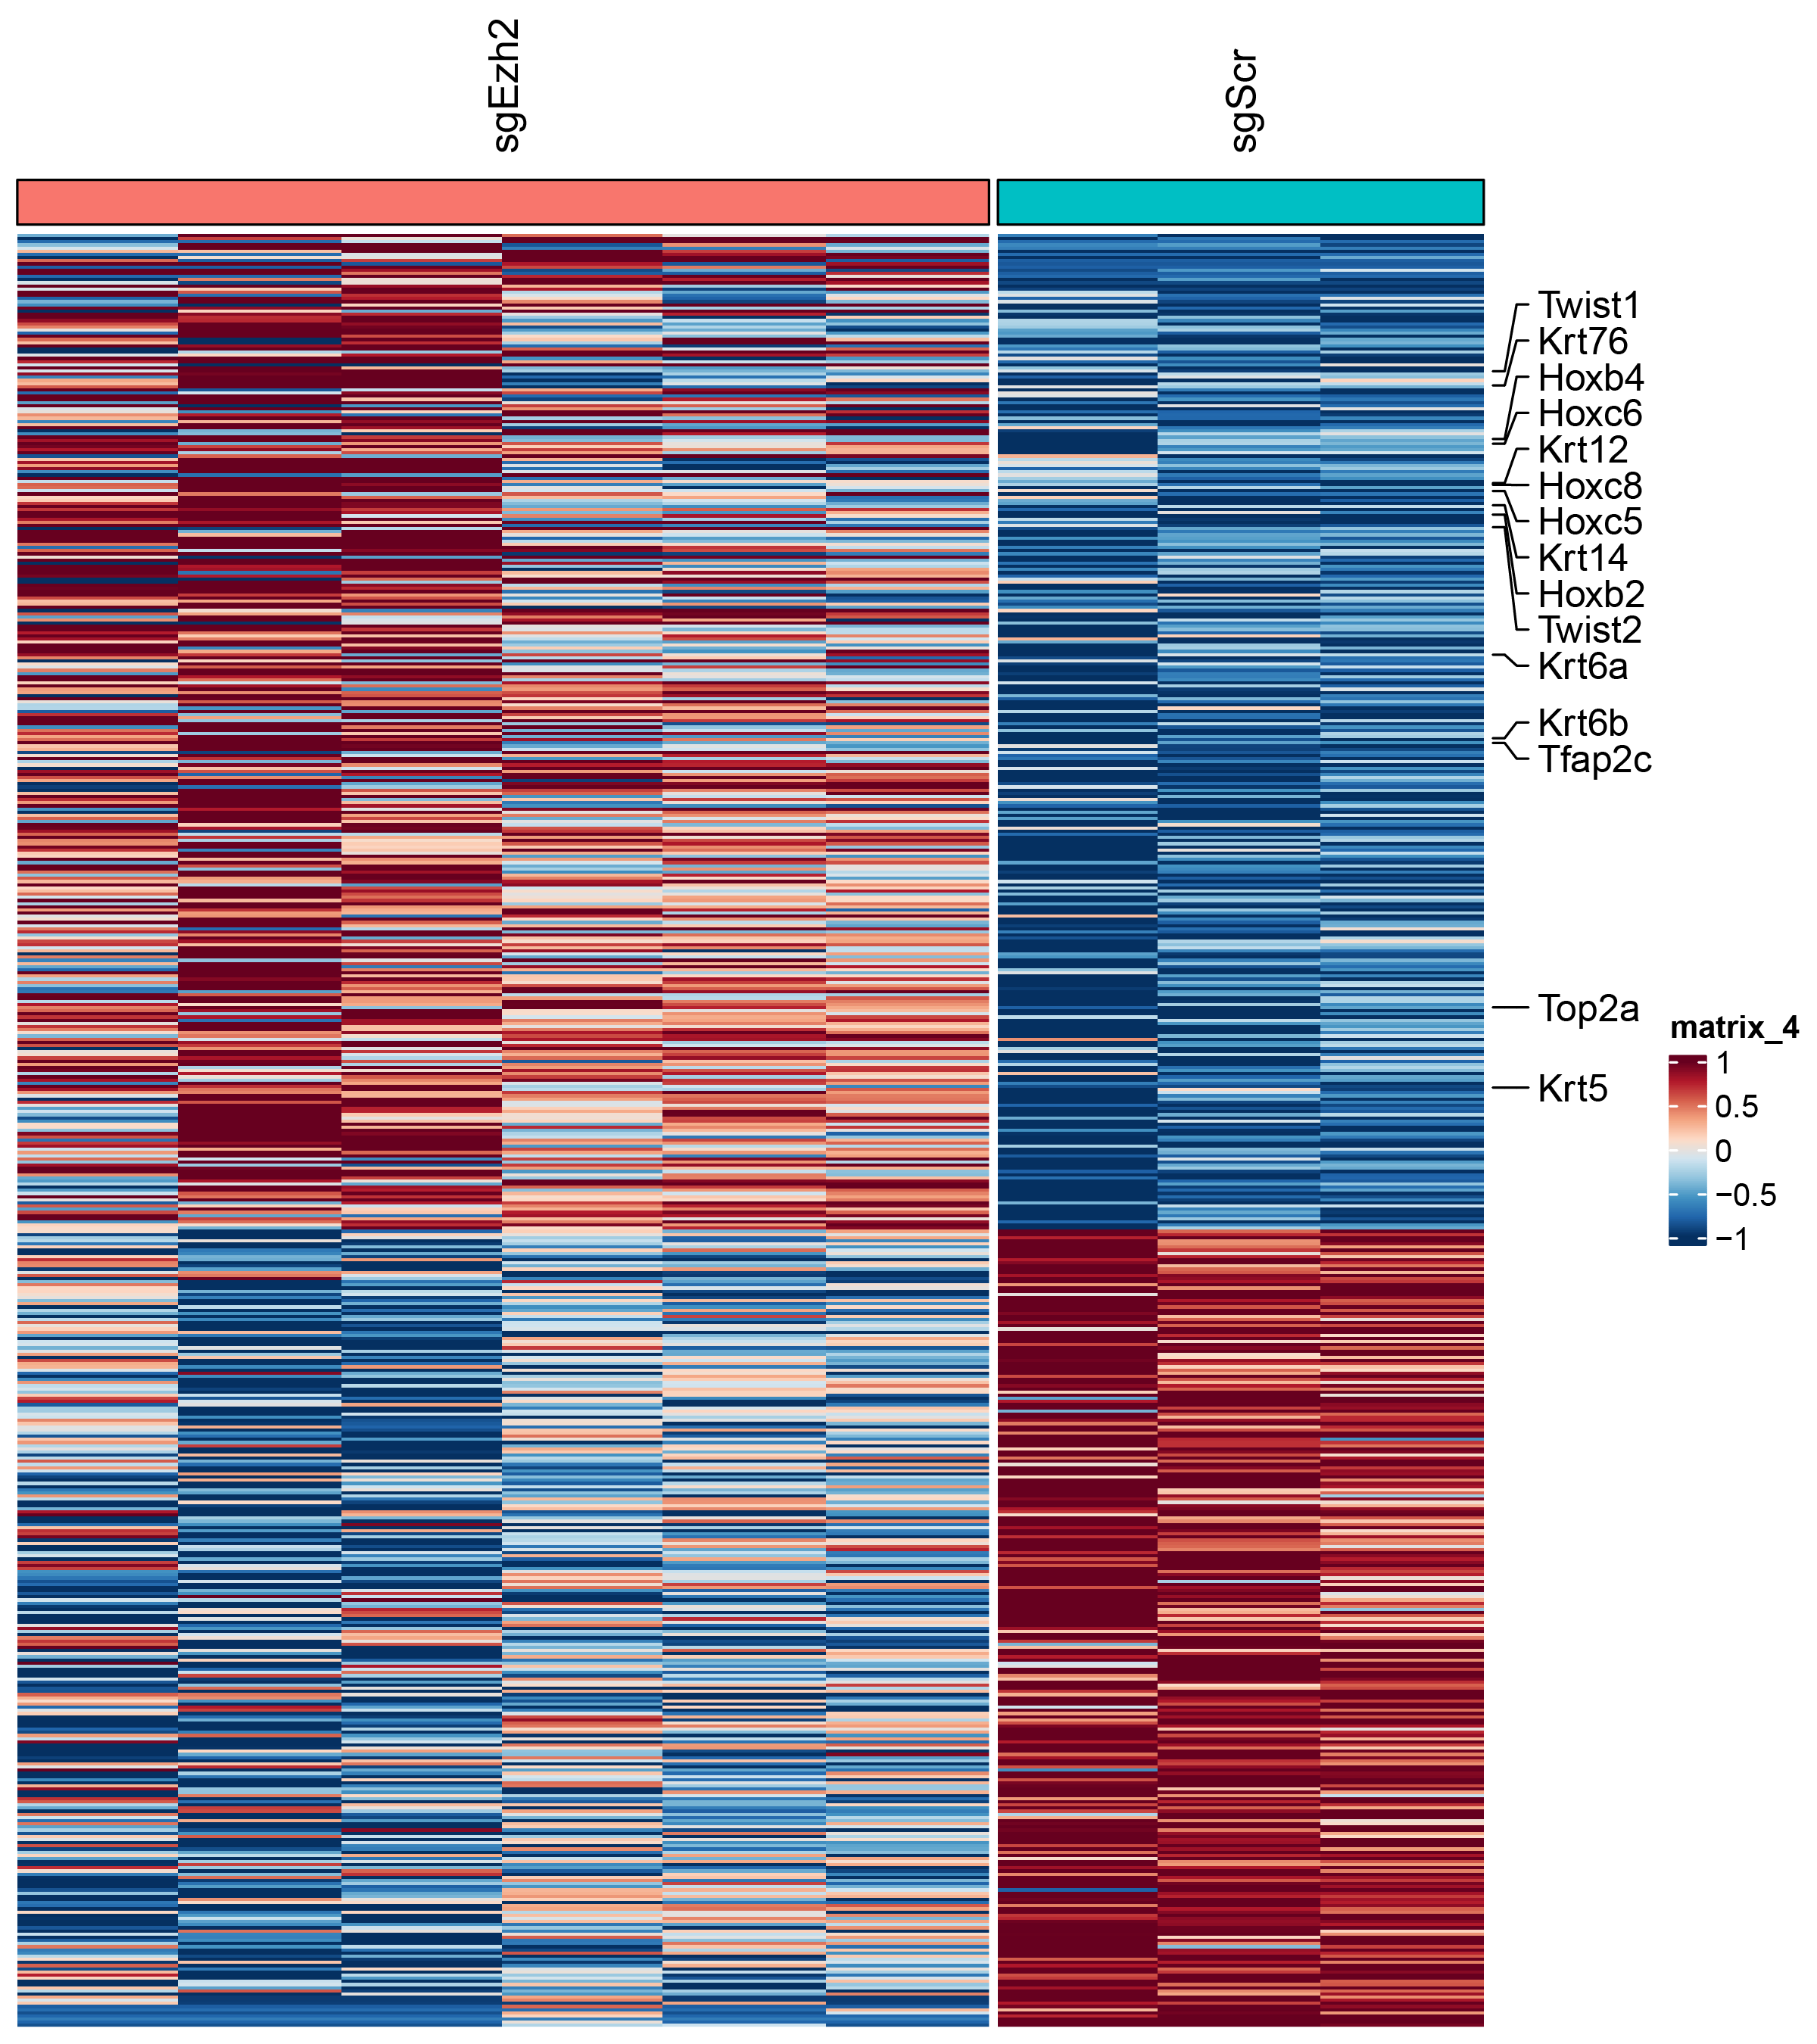 sgEzh2
sgScr
Twist1
Krt76
Hoxb4
Hoxc6
Krt12
Hoxc8
Hoxc5
Krt14
Hoxb2
Twist2
Krt6a
Krt6b
Tfap2c
Top2a
Krt5
matrix_4
1
0.5
0
−0.5
−1